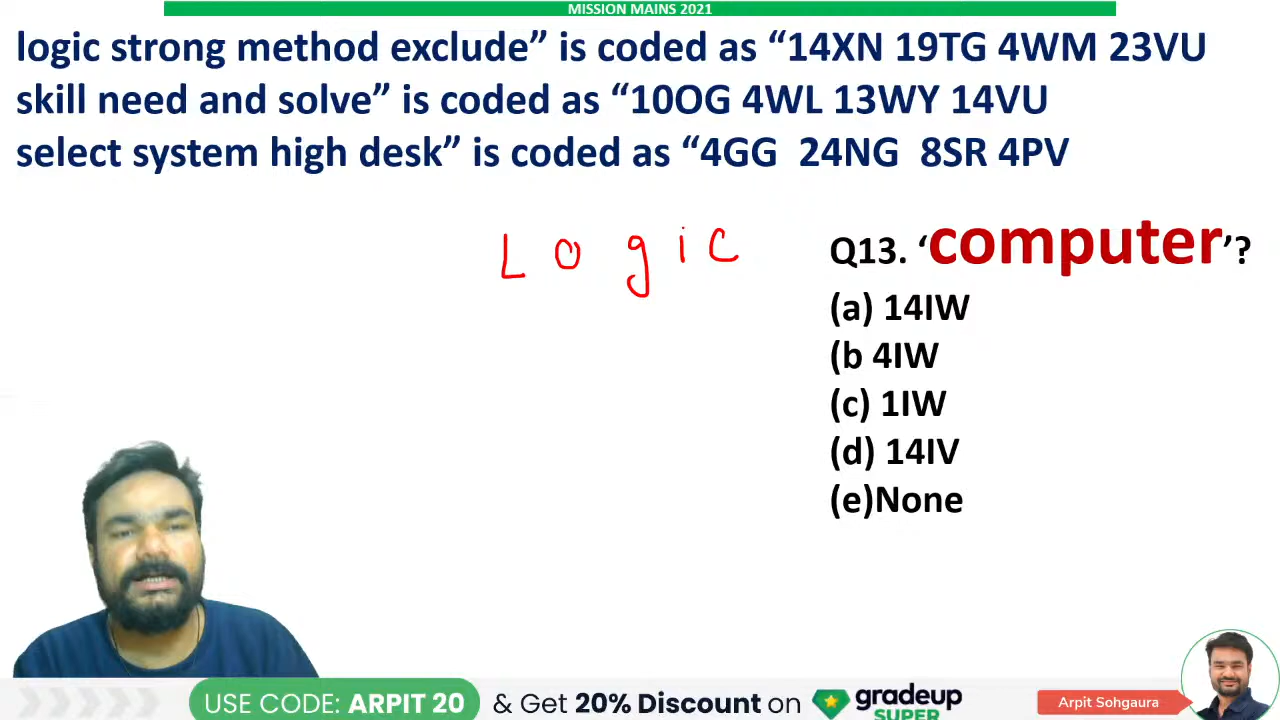 MISSION MAINS 2021
logic strong method exclude” is coded as “14XN 19TG 4WM 23VU
skill need and solve” is coded as “10OG 4WL 13WY 14VU
select system high desk” is coded as “4GG 24NG 8SR 4PV
Logic
Q13. ‘computer’?
(a) 14IW
(b 4IW
(c) 1IW
(d) 14IV
(e)None
USE CODE: ARPIT 20 & Get 20% Discount on gradeup SUPER
Arpit Sohgaura